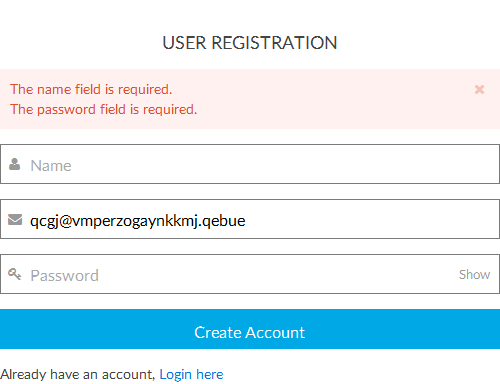 USER REGISTRATION
The name field is required.
The password field is required.
Name
qcgj@vmperzogaynkkmj.qebue
Password Show
Create Account
Already have an account, Login here